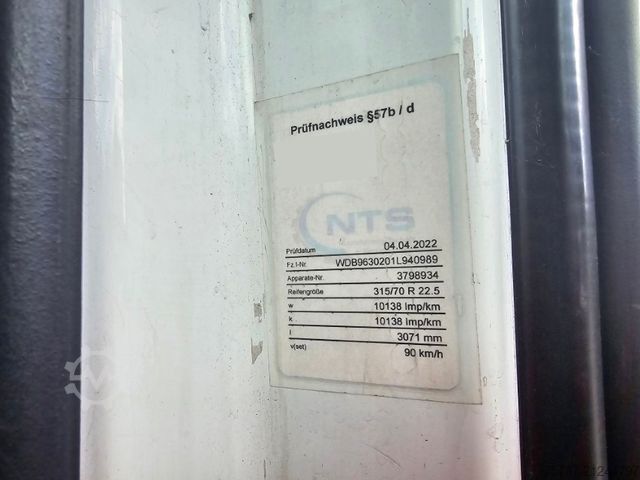 Prüfnachweis §57b / d
NTS
Prüfdatum 04.04.2022
Fz.I-Nr. WDB9630201L940989
Apparate-Nr. 3798934
Reifengröße 315/70 R 22.5
w 10138 Imp/km
k 10138 Imp/km
l 3071 mm
v(set) 90 km/h